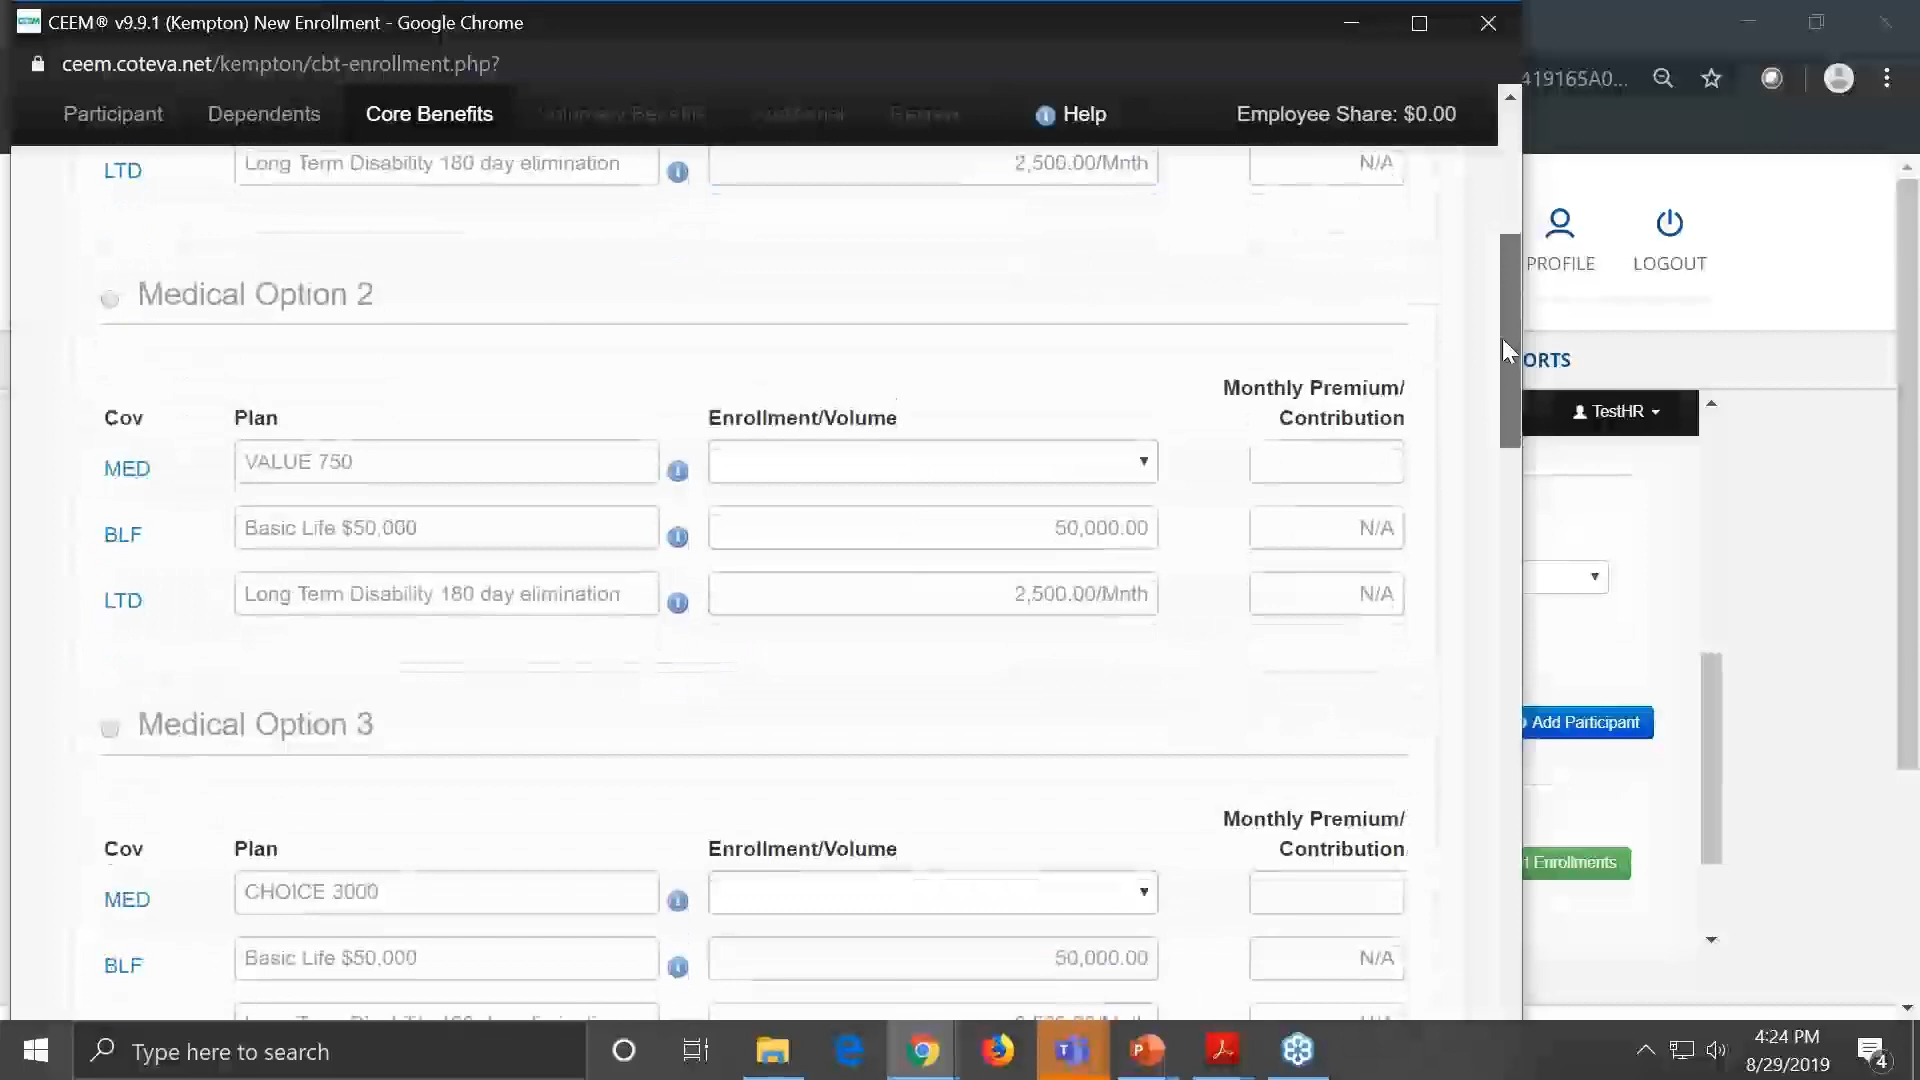 CEEM® v9.9.1 (Kempton) New Enrollment - Google Chrome
ceem.coteva.net/kempton/cbt-enrollment.php?
419165A0...
Participant Dependents Core Benefits Voluntary Benefits Additional Review Help Employee Share: $0.00
LTD Long Term Disability 180 day elimination 2,500.00/Mnth N/A
PROFILE LOGOUT
Medical Option 2
ORTS
TestHR
Monthly Premium/
Cov Plan Enrollment/Volume Contribution
MED VALUE 750
BLF Basic Life $50,000 50,000.00 N/A
LTD Long Term Disability 180 day elimination 2,500.00/Mnth N/A
Medical Option 3
Add Participant
Monthly Premium/
Cov Plan Enrollment/Volume Contribution
Enrollments
MED CHOICE 3000
BLF Basic Life $50,000 50,000.00 N/A
Type here to search
4:24 PM
8/29/2019
4